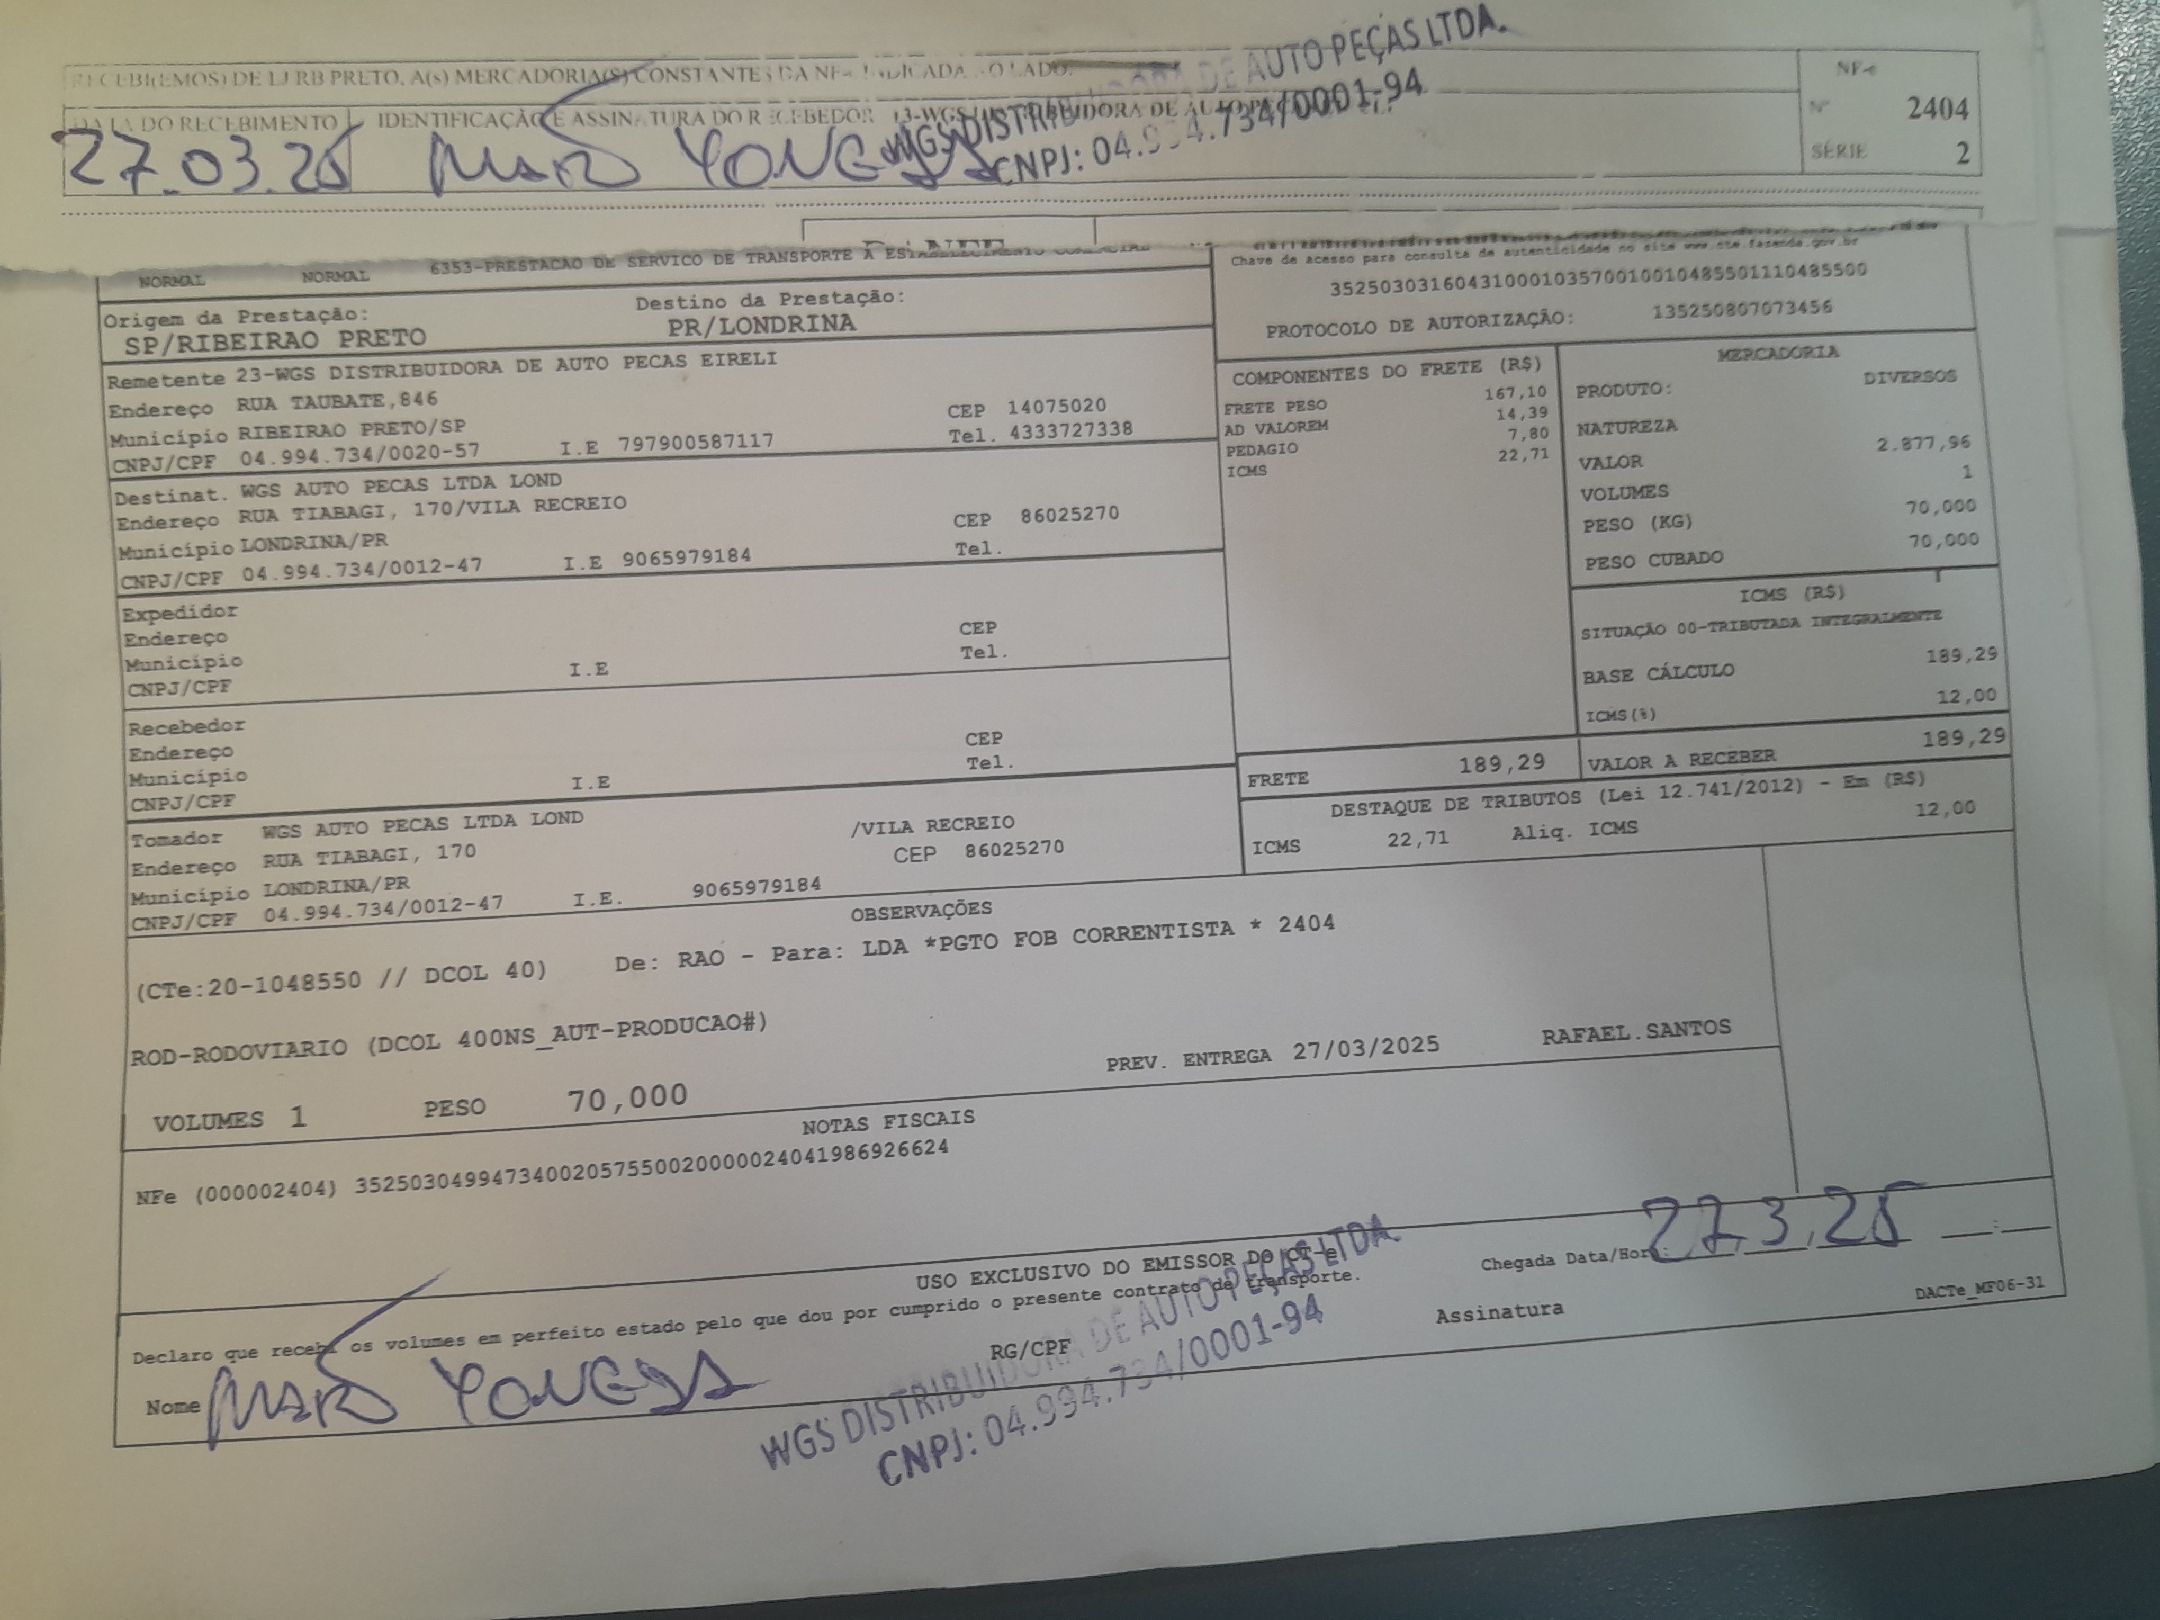 RECEBI(EMOS) DE LJ RB PRETO, A(S) MERCADORIA(S) CONSTANTES DA NF-e INDICADA AO LADO.
NF-e
DATA DO RECEBIMENTO IDENTIFICAÇÃO E ASSINATURA DO RECEBEDOR 13-WGS DISTRIBUIDORA DE AUTO
Nº 2404
27.03.25
SÉRIE 2
WGS DISTRIBUIDORA DE AUTO PEÇAS LTDA.
CNPJ: 04.994.734/0001-94
NORMAL NORMAL 6353-PRESTACAO DE SERVICO DE TRANSPORTE A
Chave de acesso para consulta de autenticidade no site www.cte.fazenda.gov.br
35250303160431000103570010010485501110485500
PROTOCOLO DE AUTORIZAÇÃO: 135250807073456
Origem da Prestação: Destino da Prestação:
SP/RIBEIRAO PRETO PR/LONDRINA
Remetente 23-WGS DISTRIBUIDORA DE AUTO PECAS EIRELI
Endereço RUA TAUBATE,846 CEP 14075020
Município RIBEIRAO PRETO/SP Tel. 4333727338
CNPJ/CPF 04.994.734/0020-57 I.E 797900587117
Destinat. WGS AUTO PECAS LTDA LOND
Endereço RUA TIABAGI, 170/VILA RECREIO CEP 86025270
Município LONDRINA/PR Tel.
CNPJ/CPF 04.994.734/0012-47 I.E 9065979184
Expedidor
Endereço CEP
Município Tel.
CNPJ/CPF I.E
Recebedor
Endereço CEP
Município Tel.
CNPJ/CPF I.E
Tomador WGS AUTO PECAS LTDA LOND
Endereço RUA TIABAGI, 170 /VILA RECREIO
Município LONDRINA/PR CEP 86025270
CNPJ/CPF 04.994.734/0012-47 I.E. 9065979184
COMPONENTES DO FRETE (R$)
FRETE PESO 167,10
AD VALOREM 14,39
PEDAGIO 7,80
ICMS 22,71
MERCADORIA
PRODUTO: DIVERSOS
NATUREZA
VALOR 2.877,96
VOLUMES 1
PESO (KG) 70,000
PESO CUBADO 70,000
ICMS (R$)
SITUAÇÃO 00-TRIBUTADA INTEGRALMENTE
BASE CÁLCULO 189,29
ICMS(%) 12,00
FRETE 189,29 VALOR A RECEBER 189,29
DESTAQUE DE TRIBUTOS (Lei 12.741/2012) - Em (R$)
ICMS 22,71 Aliq. ICMS 12,00
OBSERVAÇÕES
(CTe:20-1048550 // DCOL 40) De: RAO - Para: LDA *PGTO FOB CORRENTISTA * 2404
ROD-RODOVIARIO (DCOL 400NS_AUT-PRODUCAO#)
PREV. ENTREGA 27/03/2025 RAFAEL.SANTOS
VOLUMES 1 PESO 70,000
NOTAS FISCAIS
NFe (000002404) 35250304994734002057550020000024041986926624
USO EXCLUSIVO DO EMISSOR DO CT-e
Chegada Data/Hora: 27.3.25 :
Declaro que recebi os volumes em perfeito estado pelo que dou por cumprido o presente contrato de transporte.
DACTe_MF06-31
Nome RG/CPF Assinatura
WGS DISTRIBUIDORA DE AUTO PEÇAS LTDA.
CNPJ: 04.994.734/0001-94